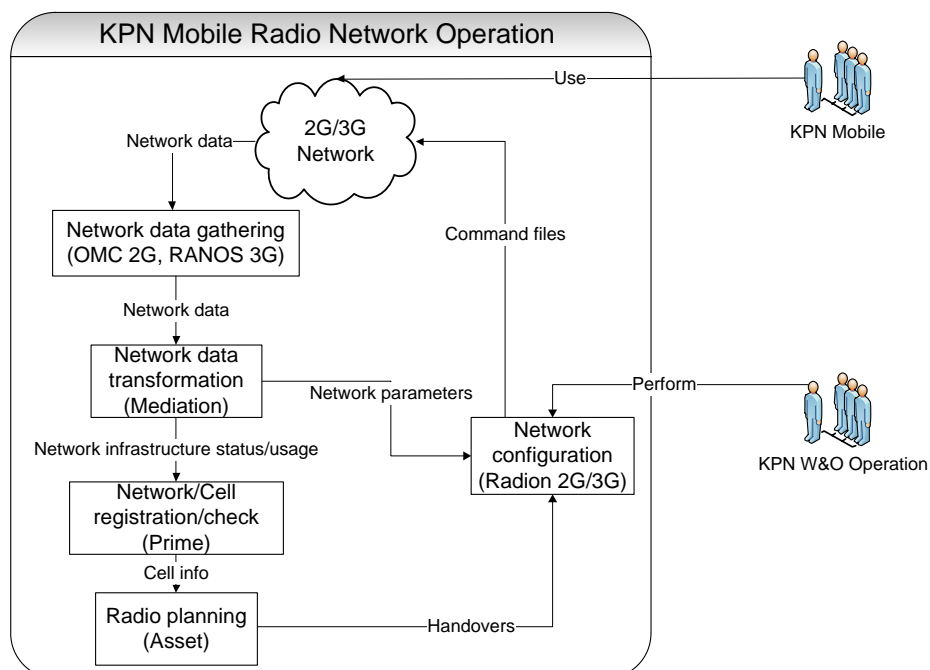 KPN Mobile Radio Network Operation
Use
KPN Mobile
2G/3G
Network
Network data
Network data gathering
(OMC 2G, RANOS 3G)
Command files
Network data
Network data
transformation
(Mediation)
Network parameters
Perform
KPN W&O Operation
Network
configuration
(Radion 2G/3G)
Network infrastructure status/usage
Network/Cell
registration/check
(Prime)
Cell info
Radio planning
(Asset)
Handovers